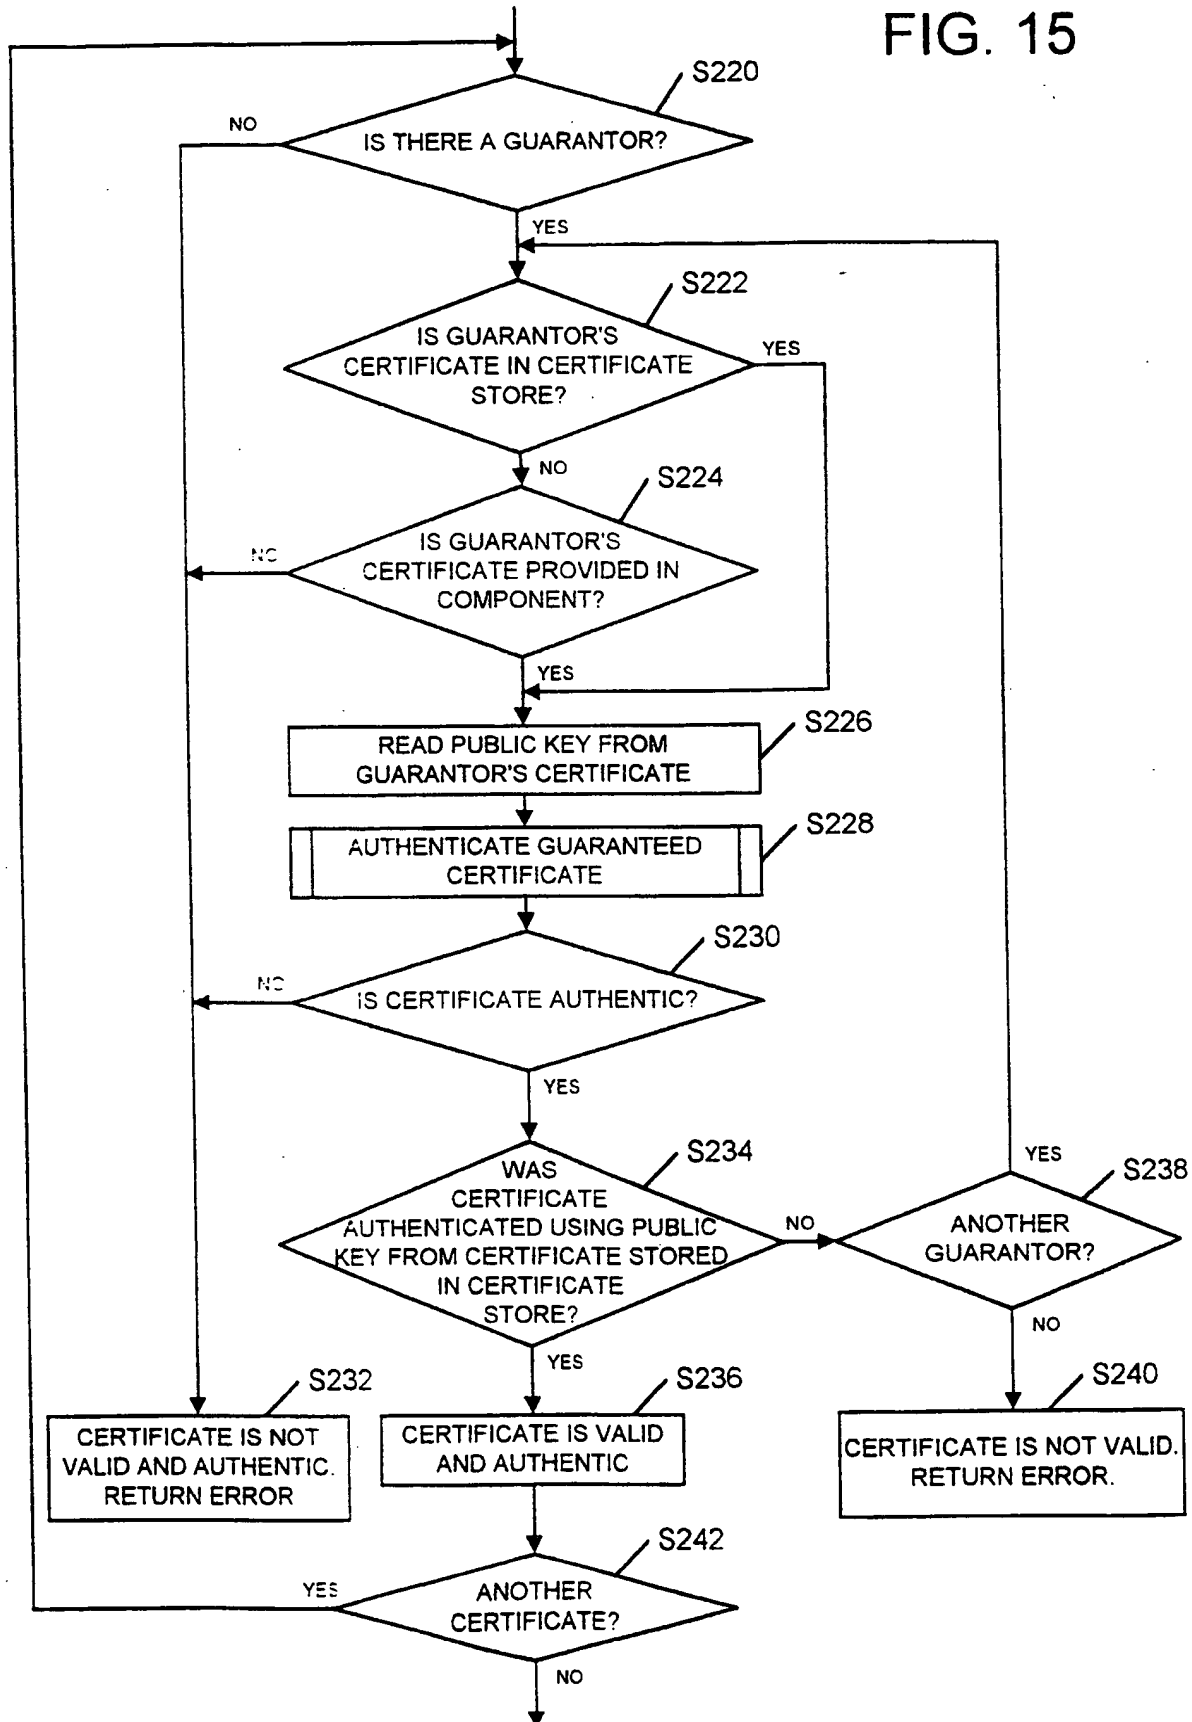 FIG. 15
S220
NO
IS THERE A GUARANTOR?
YES
S222
IS GUARANTOR'S
CERTIFICATE IN CERTIFICATE
STORE?
YES
NO
S224
NO
IS GUARANTOR'S
CERTIFICATE PROVIDED IN
COMPONENT?
YES
S226
READ PUBLIC KEY FROM
GUARANTOR'S CERTIFICATE
S228
AUTHENTICATE GUARANTEED
CERTIFICATE
S230
NO
IS CERTIFICATE AUTHENTIC?
YES
S234
WAS
CERTIFICATE
AUTHENTICATED USING PUBLIC
KEY FROM CERTIFICATE STORED
IN CERTIFICATE
STORE?
NO
YES
S238
ANOTHER
GUARANTOR?
NO
YES
S232
CERTIFICATE IS NOT
VALID AND AUTHENTIC.
RETURN ERROR
S236
CERTIFICATE IS VALID
AND AUTHENTIC
S240
CERTIFICATE IS NOT VALID.
RETURN ERROR.
S242
YES
ANOTHER
CERTIFICATE?
NO